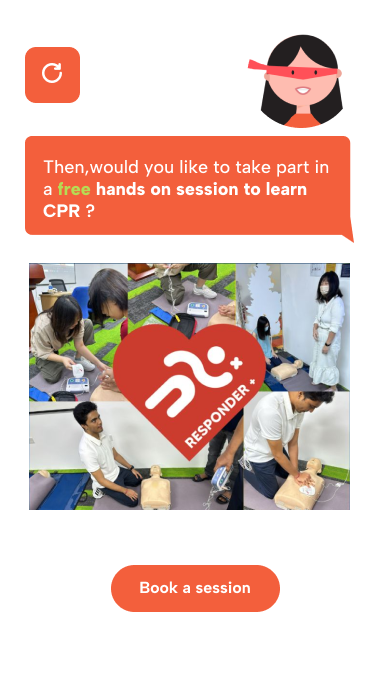 Then,would you like to take part in
a free hands on session to learn
CPR ?
RESPONDER +
Book a session